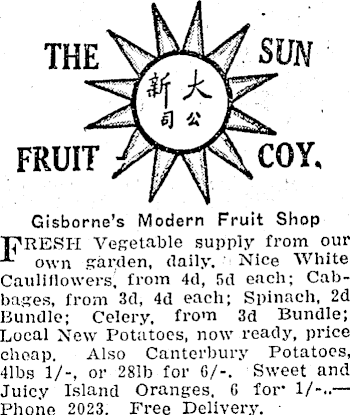 THE SUN
大新
公司
FRUIT COY.
Gisborne's Modern Fruit Shop
FRESH Vegetable supply from our
own garden, daily. Nice White
Cauliflowers, from 4d, 5d each; Cab-
bages, from 3d, 4d each; Spinach, 2d
Bundle; Celery, from 3d Bundle;
Local New Potatoes, now ready, price
cheap. Also Canterbury Potatoes,
4lbs 1/-, or 28lb for 6/-. Sweet and
Juicy Island Oranges, 6 for 1/-..—
Phone 2023. Free Delivery.